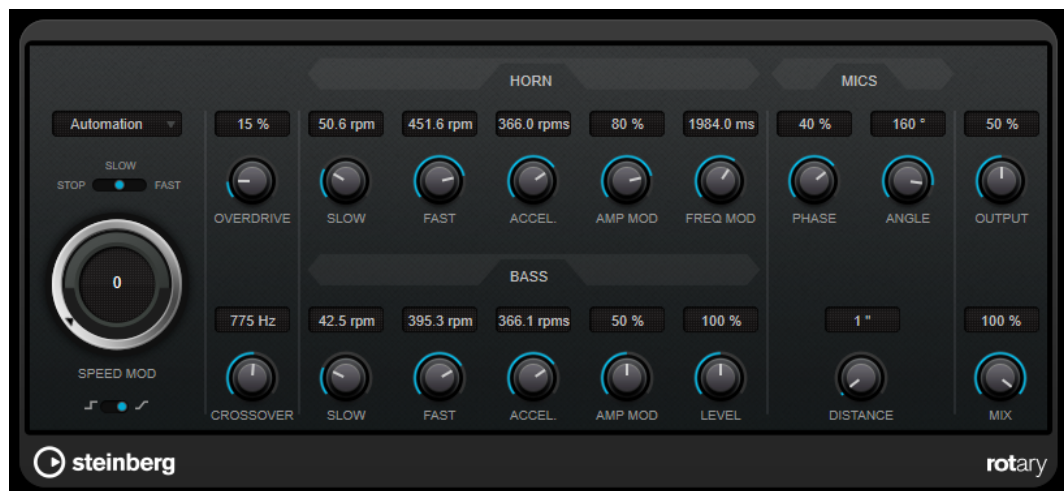 HORN MICS
Automation 15 % 50.6 rpm 451.6 rpm 366.0 rpms 80 % 1984.0 ms 40 % 160 ° 50 %
SLOW
STOP FAST
OVERDRIVE SLOW FAST ACCEL. AMP MOD FREQ MOD PHASE ANGLE OUTPUT
BASS
0
775 Hz 42.5 rpm 395.3 rpm 366.1 rpms 50 % 100 % 1 " 100 %
SPEED MOD
CROSSOVER SLOW FAST ACCEL. AMP MOD LEVEL DISTANCE MIX
steinberg rotary